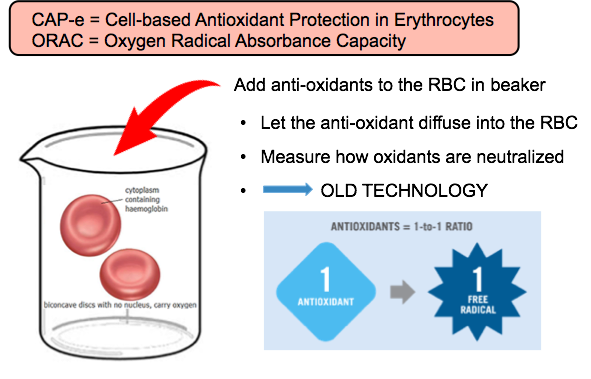 CAP-e = Cell-based Antioxidant Protection in Erythrocytes
ORAC = Oxygen Radical Absorbance Capacity
Add anti-oxidants to the RBC in beaker
• Let the anti-oxidant diffuse into the RBC
• Measure how oxidants are neutralized
• OLD TECHNOLOGY
cytoplasm
containing
haemoglobin
biconcave discs with no nucleus, carry oxygen
ANTIOXIDANTS = 1-to-1 RATIO
1
ANTIOXIDANT
1
FREE
RADICAL